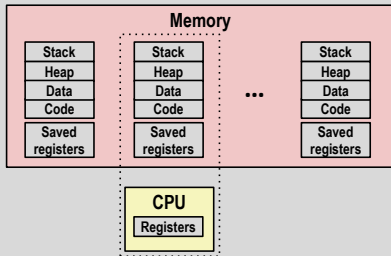 Memory
Stack
Heap
Data
Code
Saved
registers
Stack
Heap
Data
Code
Saved
registers
...
Stack
Heap
Data
Code
Saved
registers
CPU
Registers